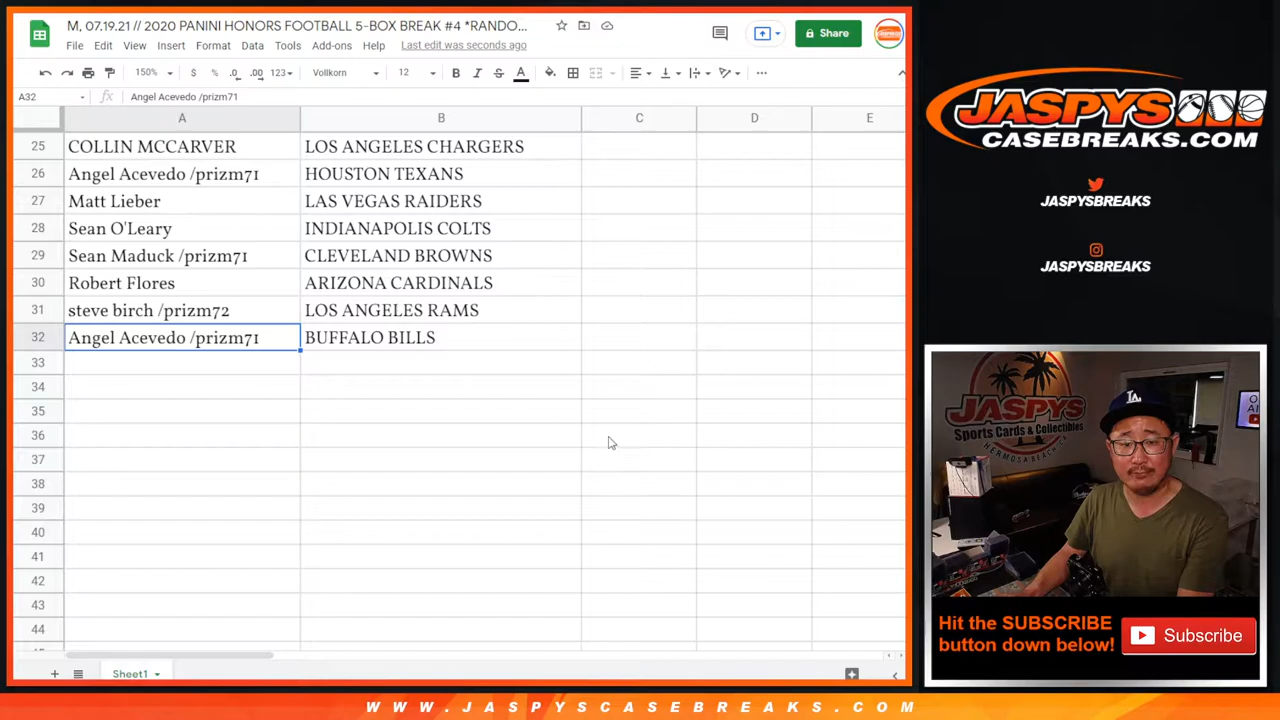 M, 07.19.21 // 2020 PANINI HONORS FOOTBALL 5-BOX BREAK #4 *RANDO...
File Edit View Insert Format Data Tools Add-ons Help Last edit was seconds ago
Share
JASPYS
150% $ % .0 .00 123 Vollkorn 12 B I S A
A32 fx Angel Acevedo /prizm71
A B C D E
25 COLLIN MCCARVER LOS ANGELES CHARGERS
26 Angel Acevedo /prizm71 HOUSTON TEXANS
27 Matt Lieber LAS VEGAS RAIDERS
28 Sean O'Leary INDIANAPOLIS COLTS
29 Sean Maduck /prizm71 CLEVELAND BROWNS
30 Robert Flores ARIZONA CARDINALS
31 steve birch /prizm72 LOS ANGELES RAMS
32 Angel Acevedo /prizm71 BUFFALO BILLS
33
34
35
36
37
38
39
40
41
42
43
44
Sheet1
JASPYS
CASEBREAKS.COM
JASPYSBREAKS
JASPYSBREAKS
JASPYS
Sports Cards & Collectibles
HERMOSA BEACH, CA
LA
Hit the SUBSCRIBE
button down below!
Subscribe
WWW.JASPYSCASEBREAKS.COM